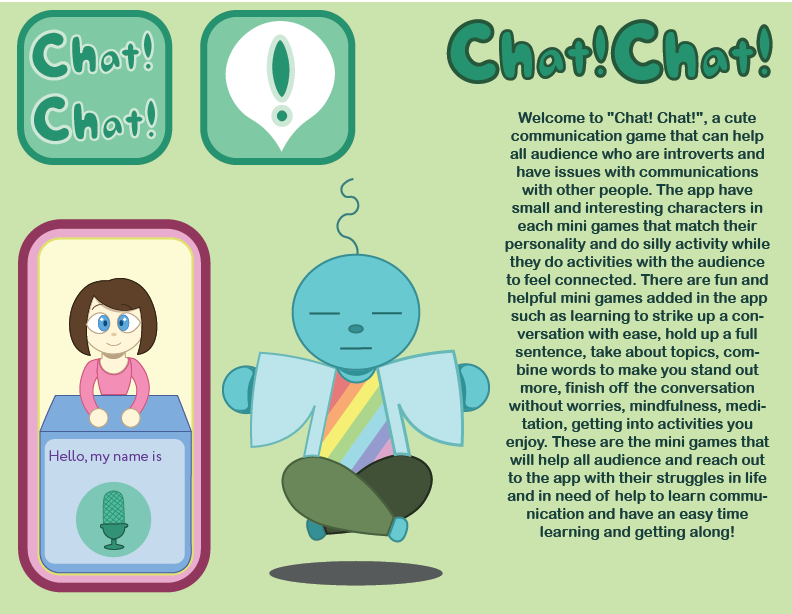 Chat!
Chat!
!
Chat!Chat!
Welcome to "Chat! Chat!", a cute
communication game that can help
all audience who are introverts and
have issues with communications
with other people. The app have
small and interesting characters in
each mini games that match their
personality and do silly activity while
they do activities with the audience
to feel connected. There are fun and
helpful mini games added in the app
such as learning to strike up a con-
versation with ease, hold up a full
sentence, take about topics, com-
bine words to make you stand out
more, finish off the conversation
without worries, mindfulness, medi-
tation, getting into activities you
enjoy. These are the mini games that
will help all audience and reach out
to the app with their struggles in life
and in need of help to learn commu-
nication and have an easy time
learning and getting along!
Hello, my name is